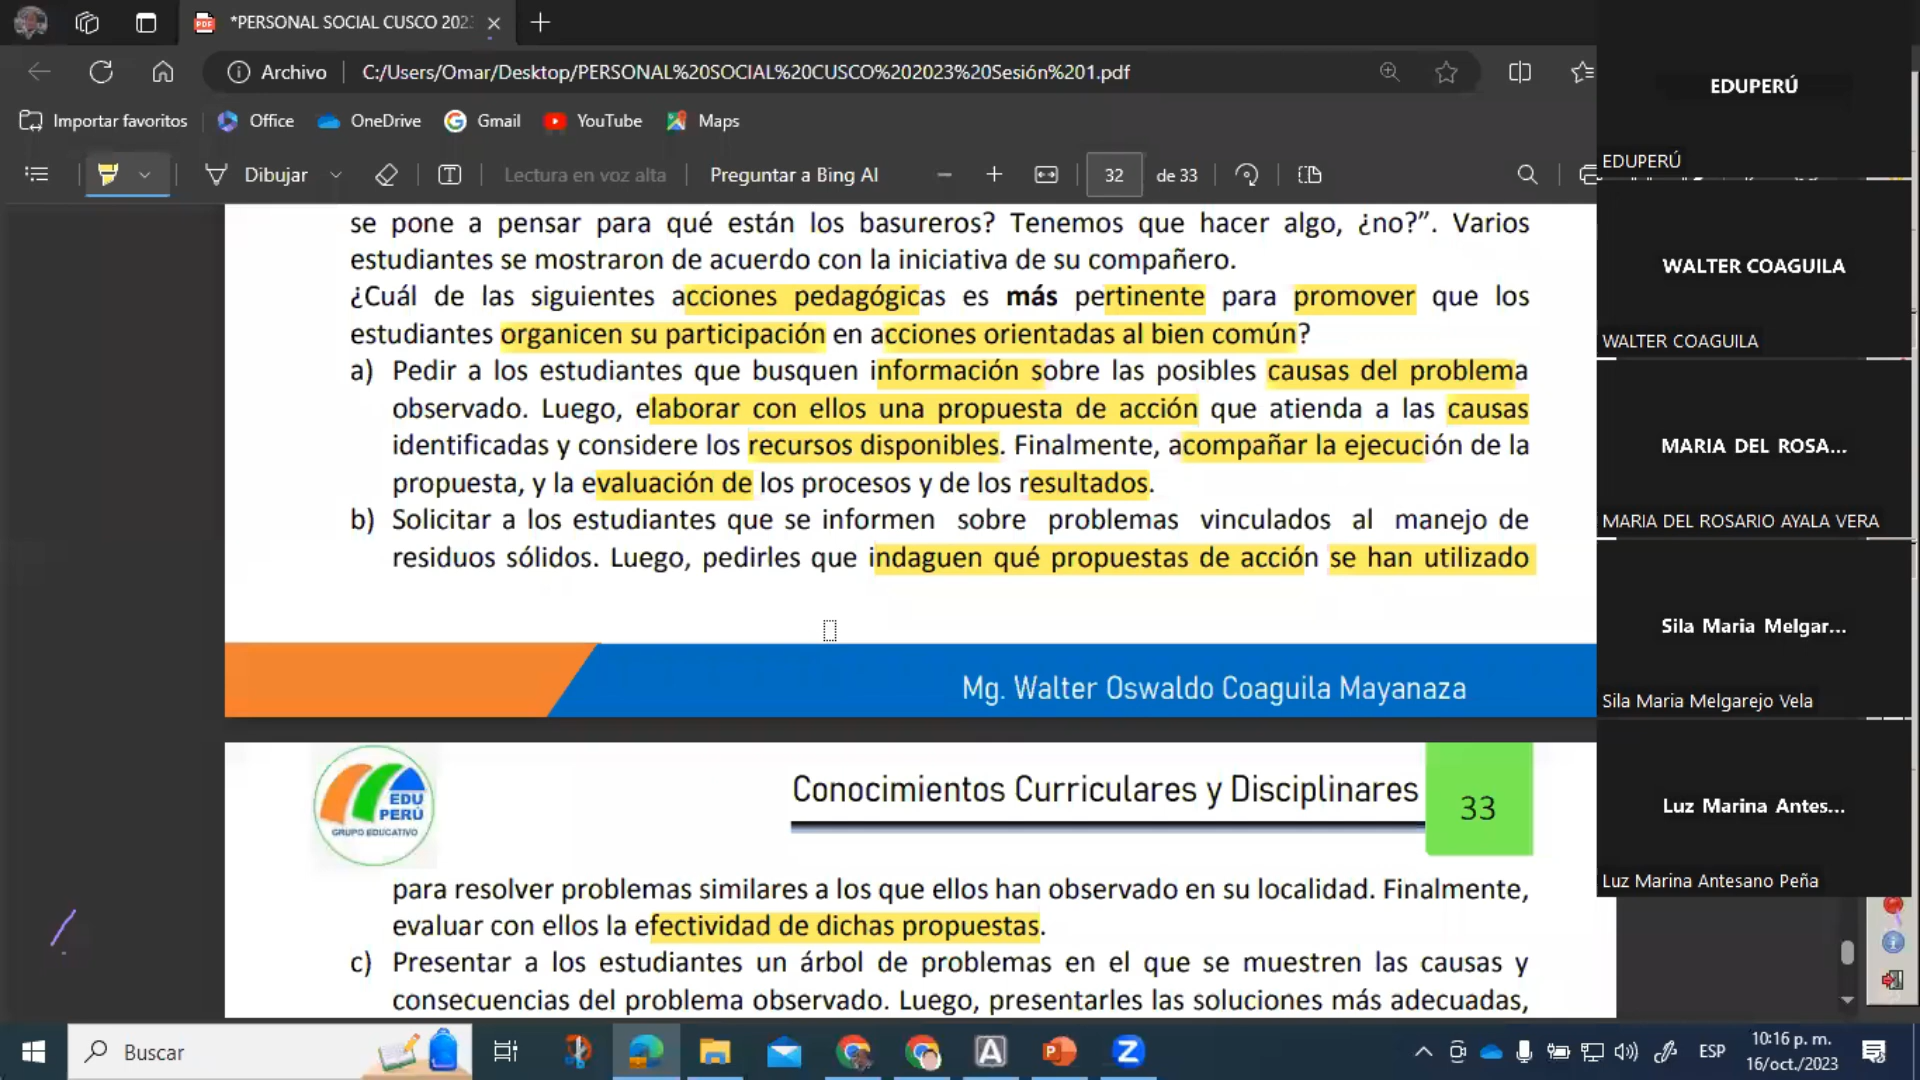 *PERSONAL SOCIAL CUSCO 202
Archivo
C:/Users/Omar/Desktop/PERSONAL%20SOCIAL%20CUSCO%202023%20Sesión%201.pdf
Importar favoritos
Office
OneDrive
Gmail
YouTube
Maps
Dibujar
Lectura en voz alta
Preguntar a Bing AI
32
de 33
se pone a pensar para qué están los basureros? Tenemos que hacer algo, ¿no?”. Varios
estudiantes se mostraron de acuerdo con la iniciativa de su compañero.
¿Cuál de las siguientes acciones pedagógicas es más pertinente para promover que los
estudiantes organicen su participación en acciones orientadas al bien común?
a) Pedir a los estudiantes que busquen información sobre las posibles causas del problema
observado. Luego, elaborar con ellos una propuesta de acción que atienda a las causas
identificadas y considere los recursos disponibles. Finalmente, acompañar la ejecución de la
propuesta, y la evaluación de los procesos y de los resultados.
b) Solicitar a los estudiantes que se informen sobre problemas vinculados al manejo de
residuos sólidos. Luego, pedirles que indaguen qué propuestas de acción se han utilizado
Mg. Walter Oswaldo Coaguila Mayanaza
EDU
PERÚ
GRUPO EDUCATIVO
Conocimientos Curriculares y Disciplinares
33
para resolver problemas similares a los que ellos han observado en su localidad. Finalmente,
evaluar con ellos la efectividad de dichas propuestas.
c) Presentar a los estudiantes un árbol de problemas en el que se muestren las causas y
consecuencias del problema observado. Luego, presentarles las soluciones más adecuadas,
EDUPERÚ
EDUPERÚ
WALTER COAGUILA
WALTER COAGUILA
MARIA DEL ROSA...
MARIA DEL ROSARIO AYALA VERA
Sila Maria Melgar...
Sila Maria Melgarejo Vela
Luz Marina Antes...
Luz Marina Antesano Peña
Buscar
ESP
10:16 p. m.
16/oct./2023